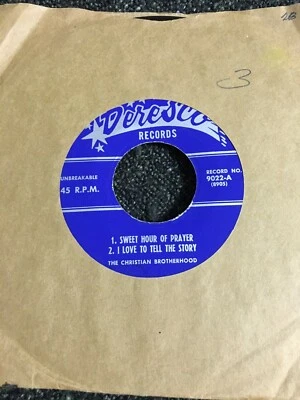 3
Peresco
RECORDS
UNBREAKABLE
45 R.P.M.
RECORD NO.
9022-A
(8905)
1. SWEET HOUR OF PRAYER
2. I LOVE TO TELL THE STORY
THE CHRISTIAN BROTHERHOOD